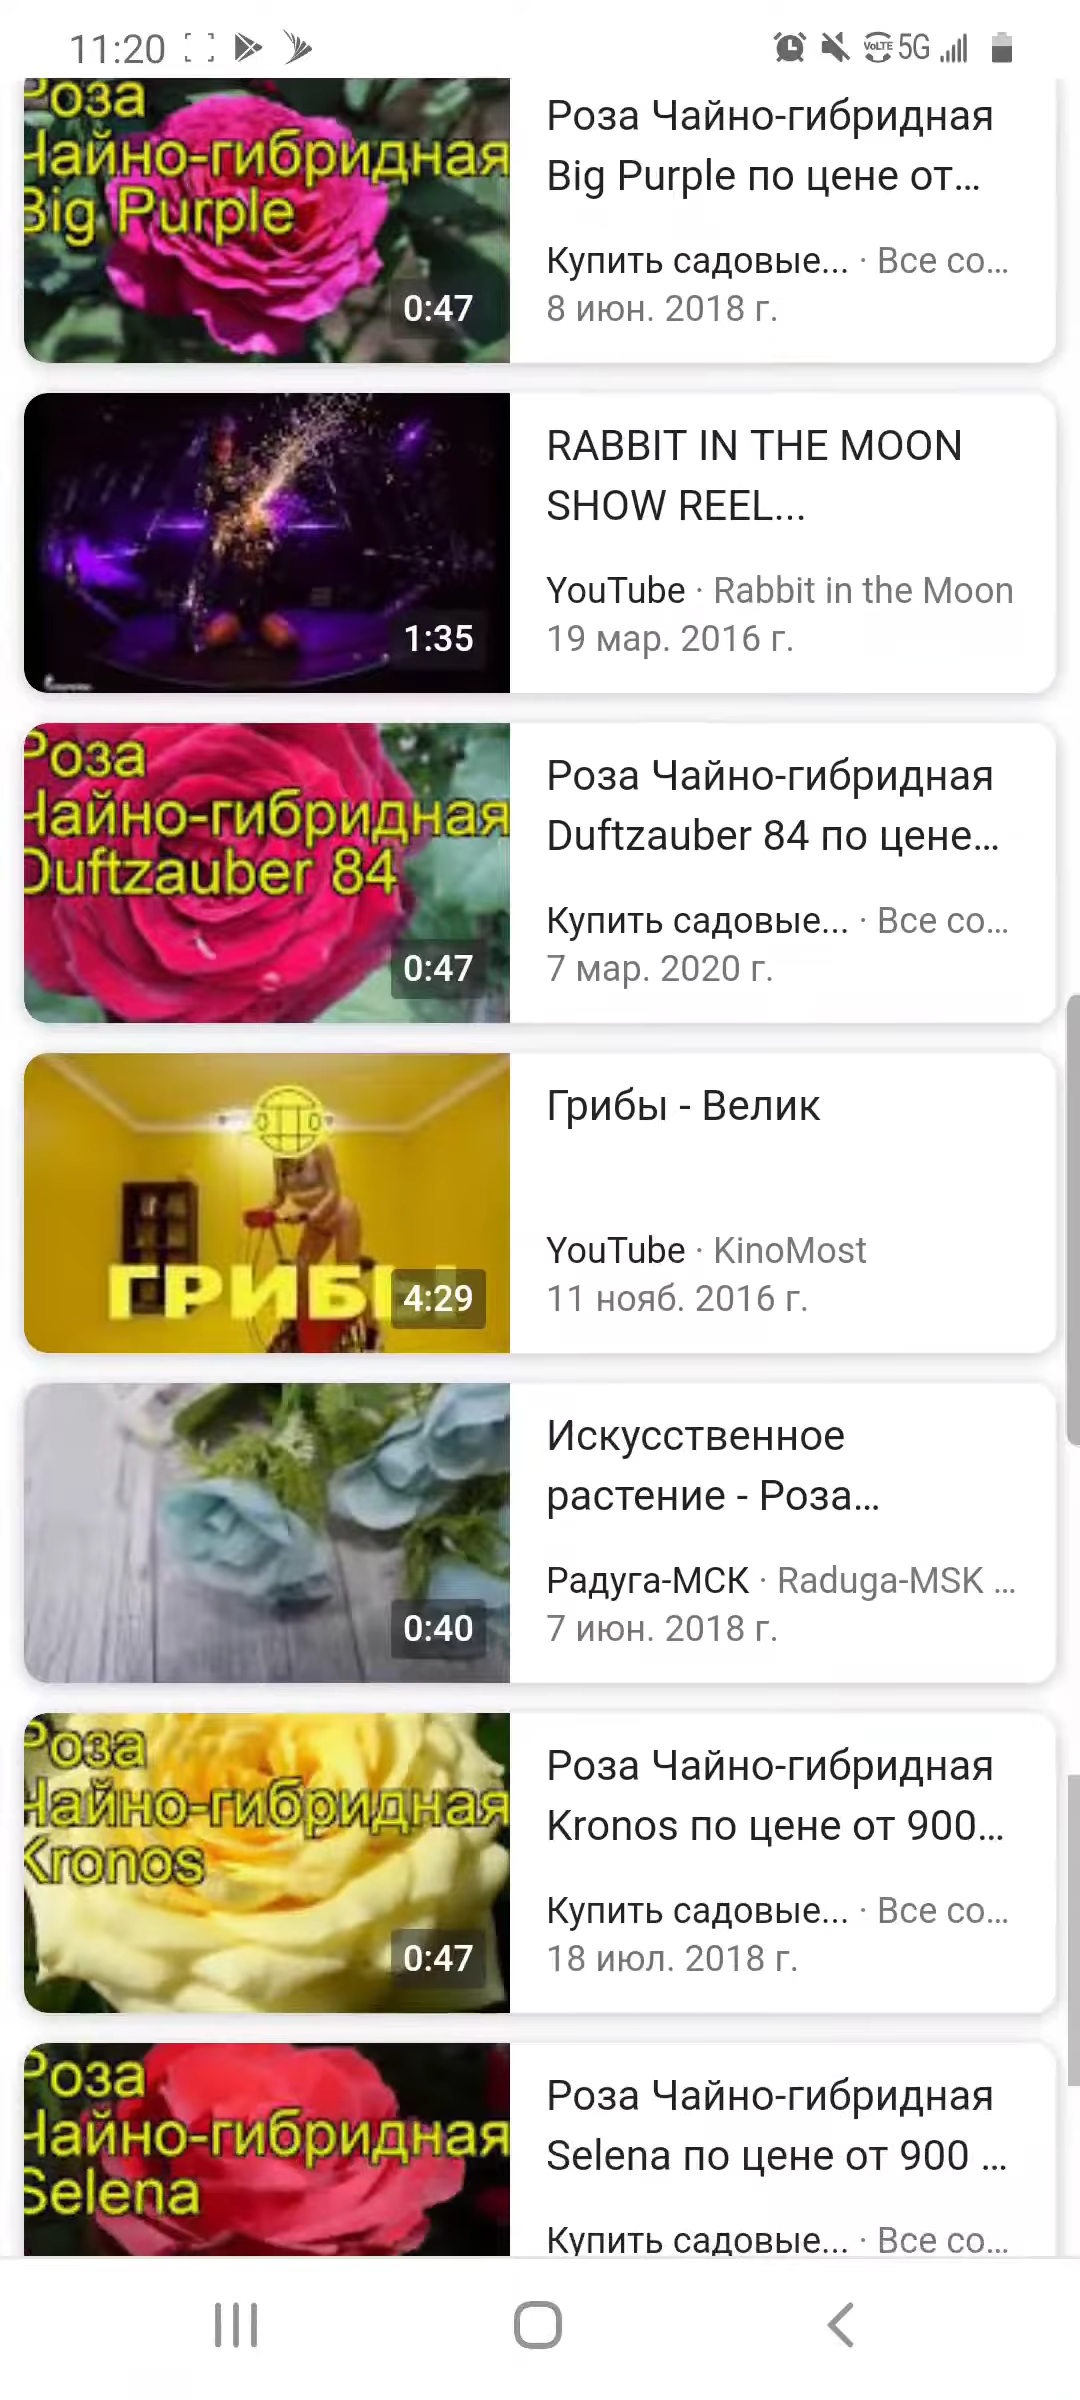 11:20
VoLTE 5G
Роза
Чайно-гибридная
Big Purple
0:47
Роза Чайно-гибридная
Big Purple по цене от...
Купить садовые... · Все со...
8 июн. 2018 г.
1:35
RABBIT IN THE MOON
SHOW REEL...
YouTube · Rabbit in the Moon
19 мар. 2016 г.
Роза
Чайно-гибридная
Duftzauber 84
0:47
Роза Чайно-гибридная
Duftzauber 84 по цене...
Купить садовые... · Все со...
7 мар. 2020 г.
ГРИБЫ
4:29
Грибы - Велик
YouTube · KinoMost
11 нояб. 2016 г.
0:40
Искусственное
растение - Роза...
Радуга-МСК · Raduga-MSK ...
7 июн. 2018 г.
Роза
Чайно-гибридная
Kronos
0:47
Роза Чайно-гибридная
Kronos по цене от 900...
Купить садовые... · Все со...
18 июл. 2018 г.
Роза
Чайно-гибридная
Selena
Роза Чайно-гибридная
Selena по цене от 900 ...
Купить садовые... · Все со...